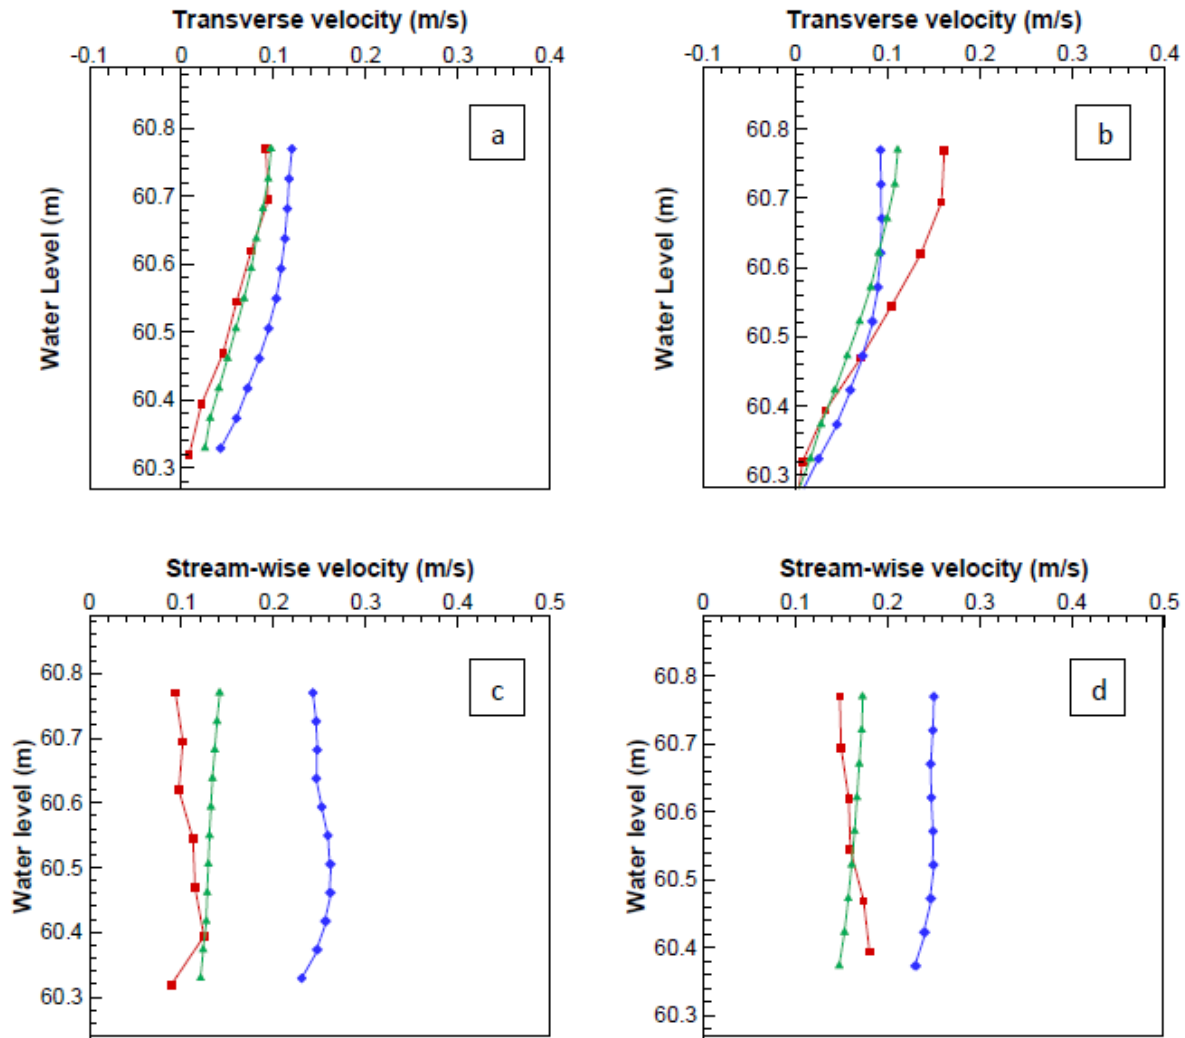 Transverse velocity (m/s)
-0.1 0 0.1 0.2 0.3 0.4
60.8
60.7
60.6
60.5
60.4
60.3
Water Level (m)
a
Transverse velocity (m/s)
-0.1 0 0.1 0.2 0.3 0.4
60.8
60.7
60.6
60.5
60.4
60.3
Water Level (m)
b
Stream-wise velocity (m/s)
0 0.1 0.2 0.3 0.4 0.5
60.8
60.7
60.6
60.5
60.4
60.3
Water level (m)
c
Stream-wise velocity (m/s)
0 0.1 0.2 0.3 0.4 0.5
60.8
60.7
60.6
60.5
60.4
60.3
Water level (m)
d